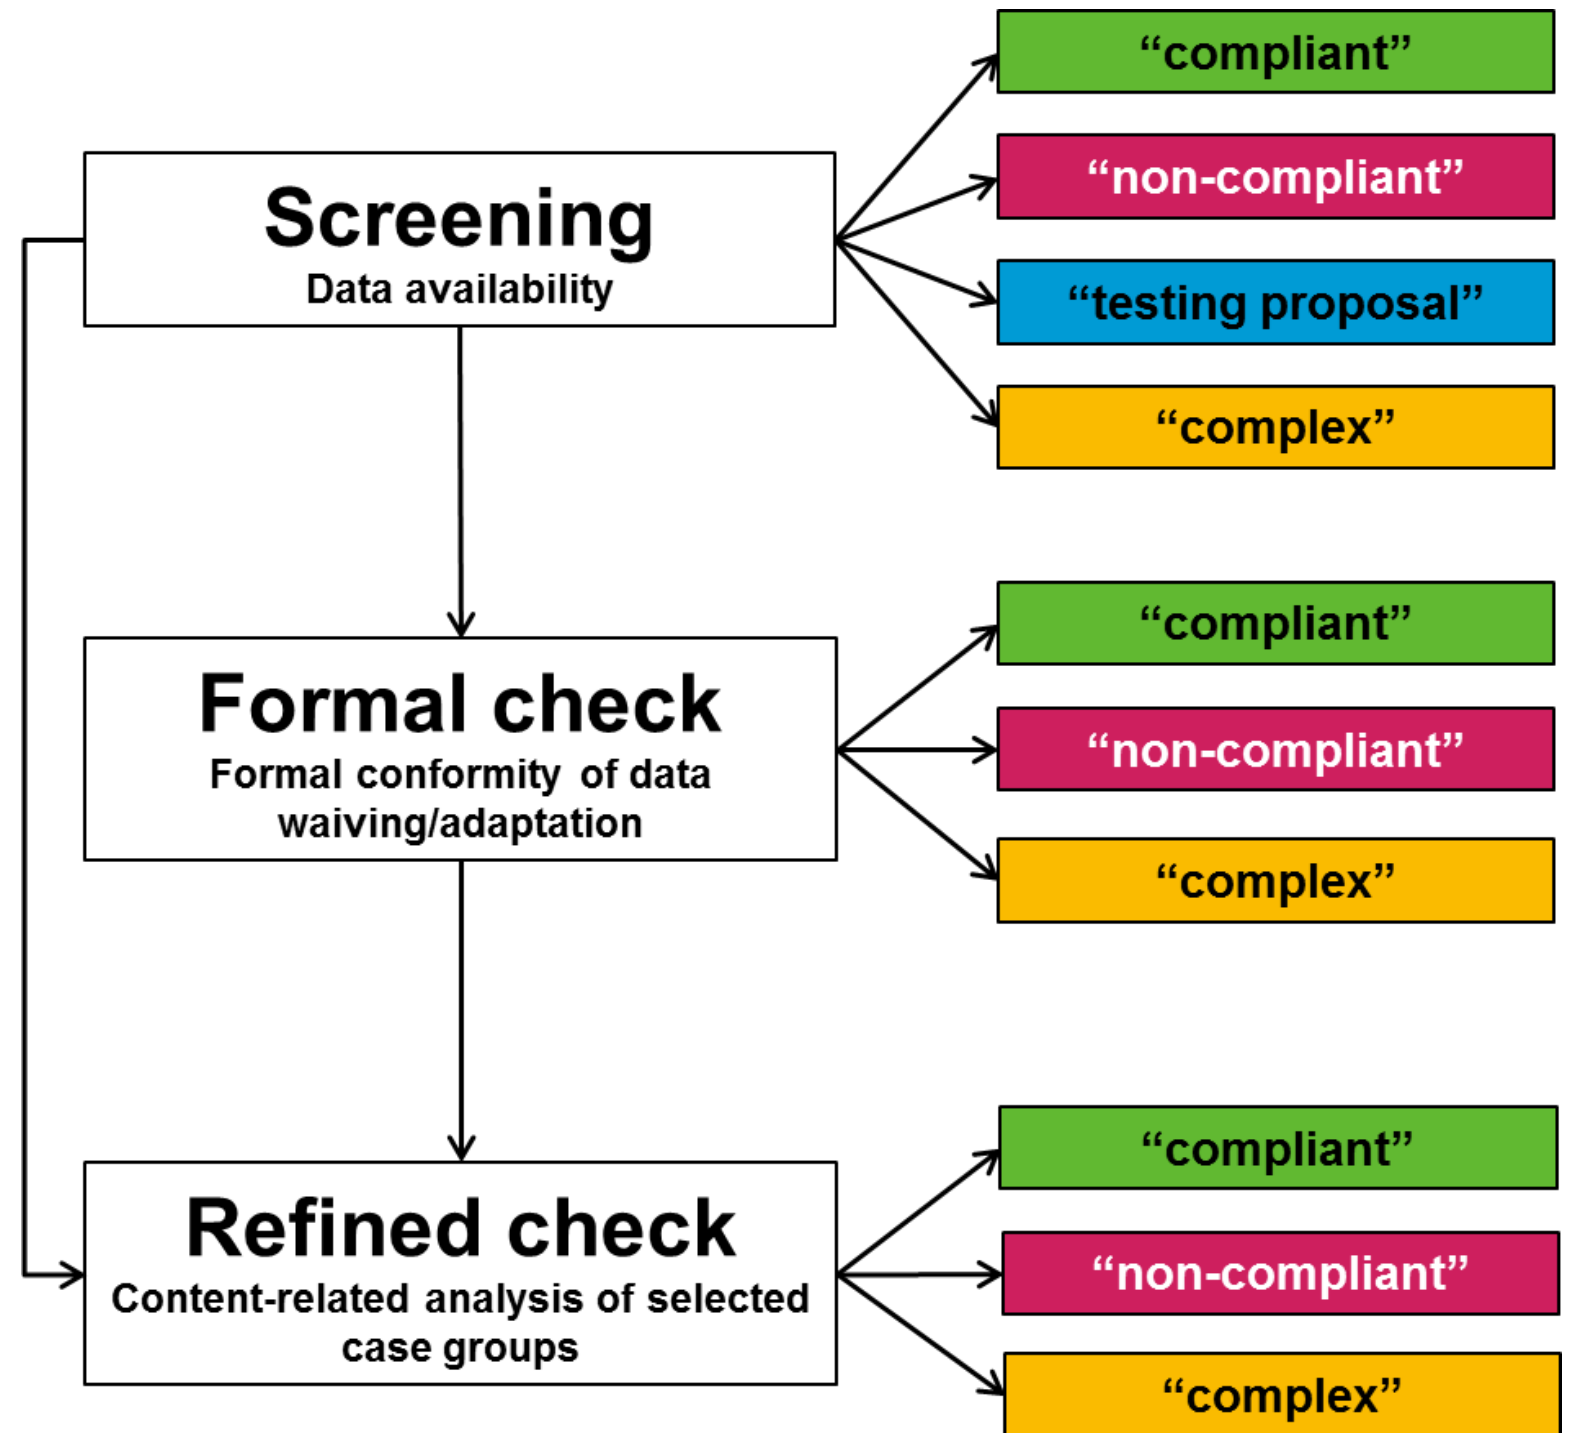 “compliant”
“non-compliant”
Screening
Data availability
“testing proposal”
“complex”
“compliant”
Formal check
Formal conformity of data
waiving/adaptation
“non-compliant”
“complex”
“compliant”
Refined check
Content-related analysis of selected
case groups
“non-compliant”
“complex”